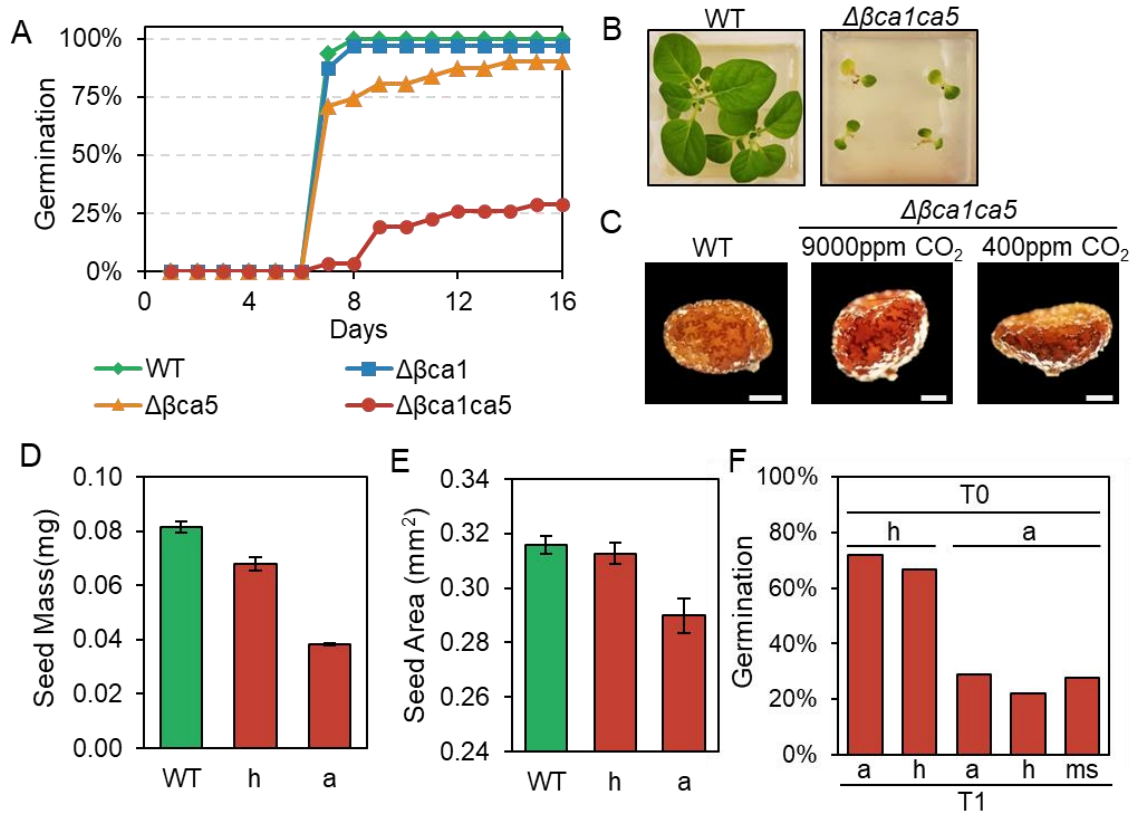 A
100%
75%
50%
25%
0%
Germination
0 4 8 12 16
Days
WT Δβca1
Δβca5 Δβca1ca5
B
WT Δβca1ca5
C
Δβca1ca5
WT 9000ppm CO₂ 400ppm CO₂
D
0.10
0.08
0.06
0.04
0.02
0.00
Seed Mass(mg)
WT h a
E
0.34
0.32
0.30
0.28
0.26
0.24
Seed Area (mm²)
WT h a
F
100%
80%
60%
40%
20%
0%
Germination
T0
h a
a h a h ms
T1